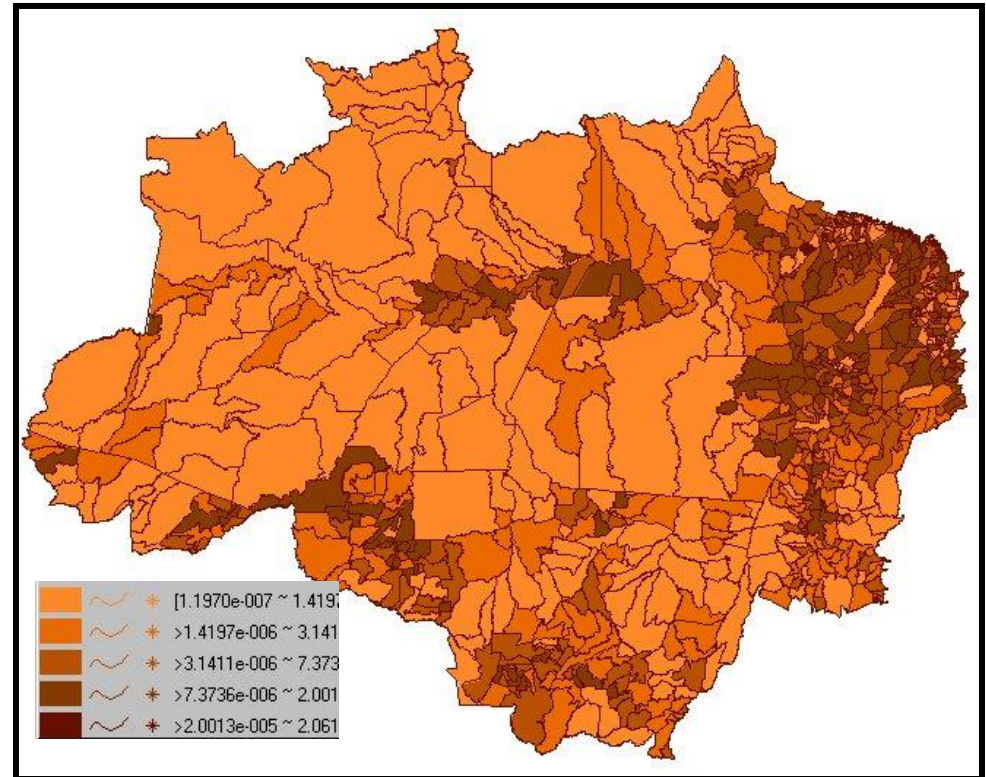 [1.1970e-007 ~ 1.4197
>1.4197e-006 ~ 3.141
>3.1411e-006 ~ 7.373
>7.3736e-006 ~ 2.001
>2.0013e-005 ~ 2.061